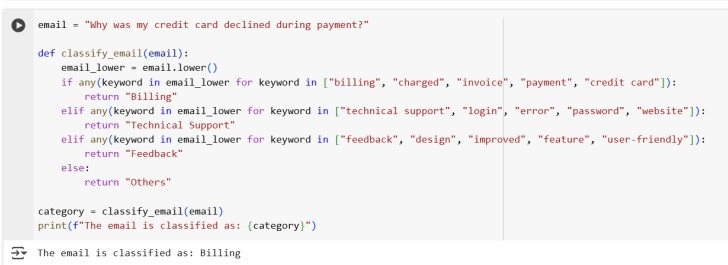 email = "Why was my credit card declined during payment?"
def classify_email(email):
    email_lower = email.lower()
    if any(keyword in email_lower for keyword in ["billing", "charged", "invoice", "payment", "credit card"]):
        return "Billing"
    elif any(keyword in email_lower for keyword in ["technical support", "login", "error", "password", "website"]):
        return "Technical Support"
    elif any(keyword in email_lower for keyword in ["feedback", "design", "improved", "feature", "user-friendly"]):
        return "Feedback"
    else:
        return "Others"
category = classify_email(email)
print(f"The email is classified as: {category}")
The email is classified as: Billing